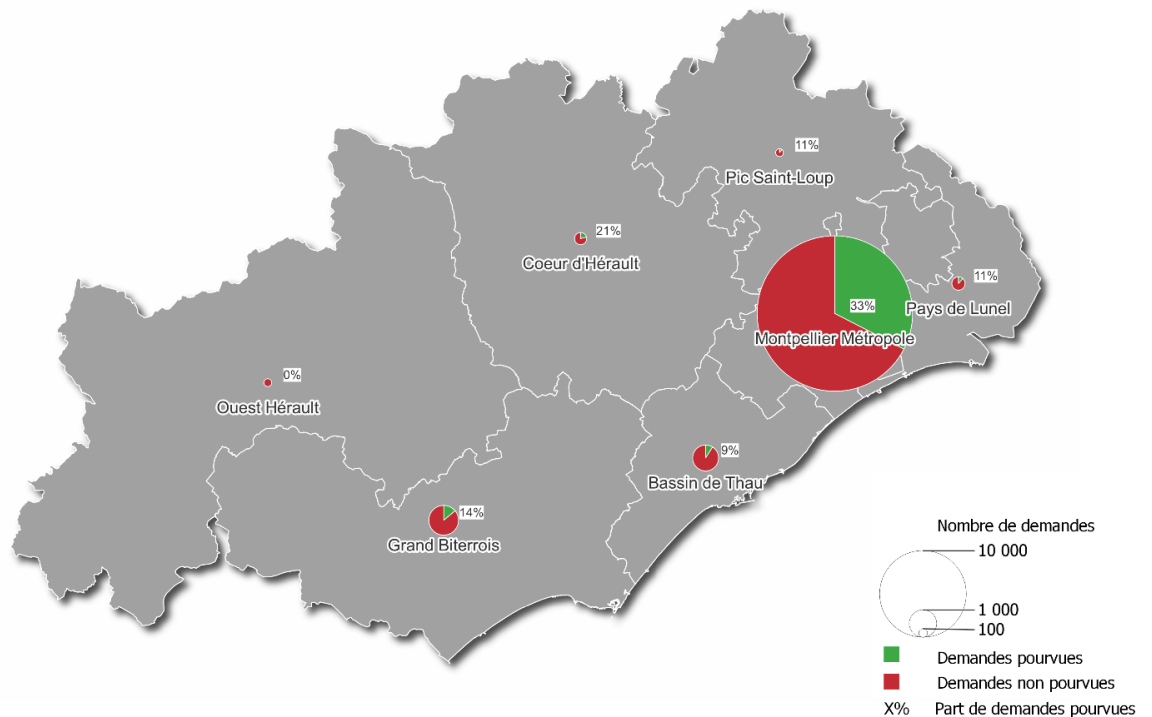 11%
Pic Saint-Loup
21%
Coeur d'Hérault
11%
Pays de Lunel
33%
Montpellier Métropole
0%
Ouest Hérault
9%
Bassin de Thau
14%
Grand Biterrois
Nombre de demandes
10 000
1 000
100
Demandes pourvues
Demandes non pourvues
X% Part de demandes pourvues